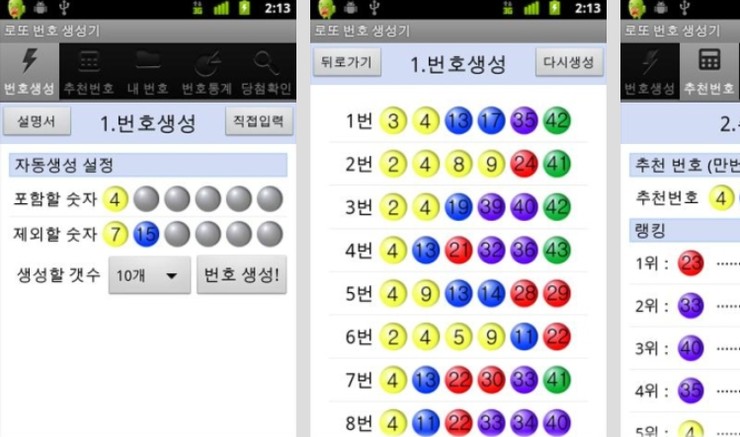 2:13
로또 번호 생성기
번호생성 추천번호 내 번호 번호통계 당첨확인
설명서 1.번호생성 직접입력
자동생성 설정
포함할 숫자 4
제외할 숫자 7 15
생성할 갯수 10개 번호 생성!
2:13
로또 번호 생성기
뒤로가기 1.번호생성 다시생성
1번 3 4 13 17 35 42
2번 2 4 8 9 24 41
3번 2 4 19 39 40 42
4번 4 13 21 32 36 43
5번 4 9 13 14 28 29
6번 2 4 5 9 11 22
7번 4 13 22 30 33 41
8번 4 11 22 33 34 40
로또 번호 생성기
번호생성 추천번호
2.
추천 번호 (만번
추천번호 4
랭킹
1위 : 23 ......
2위 : 33 ......
3위 : 40 ......
4위 : 35 ......
5위 : 4